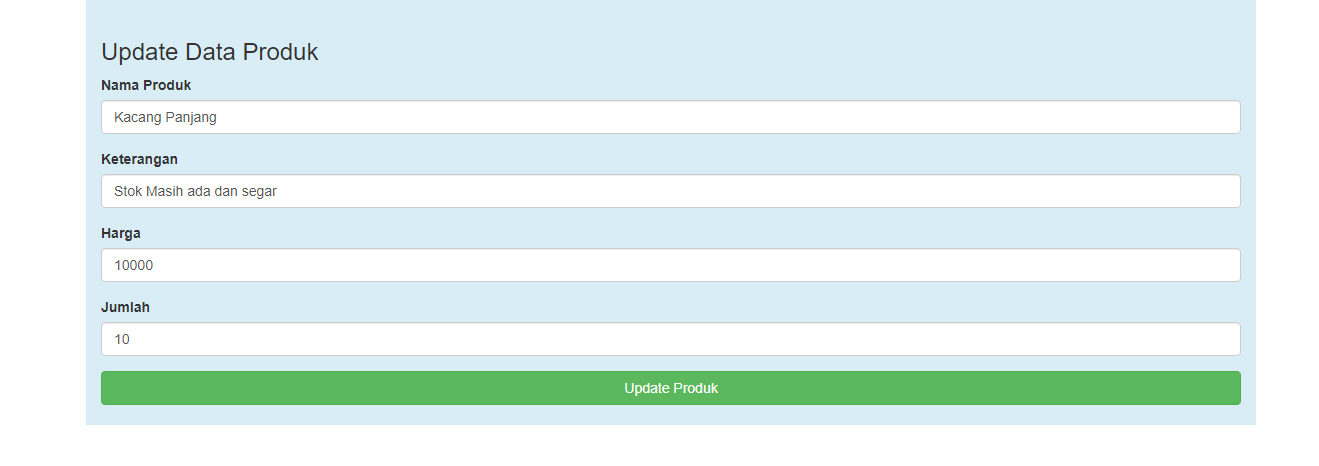 Update Data Produk
Nama Produk
Kacang Panjang
Keterangan
Stok Masih ada dan segar
Harga
10000
Jumlah
10
Update Produk